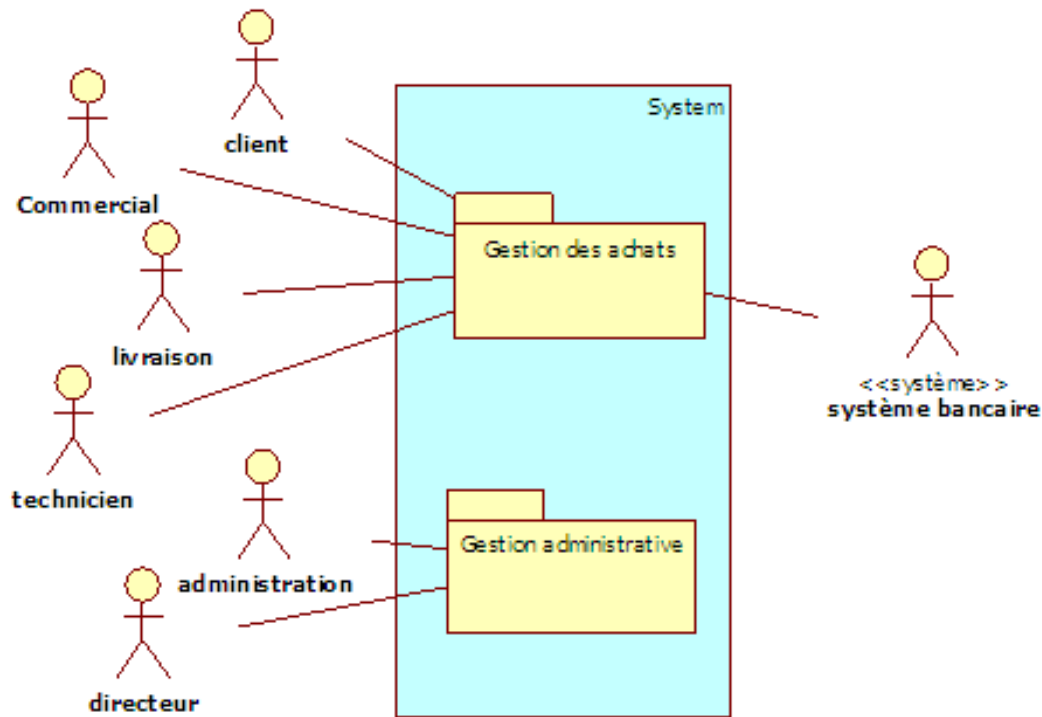 client
System
Commercial
Gestion des achats
livraison
<<système>>
système bancaire
technicien
Gestion administrative
administration
directeur